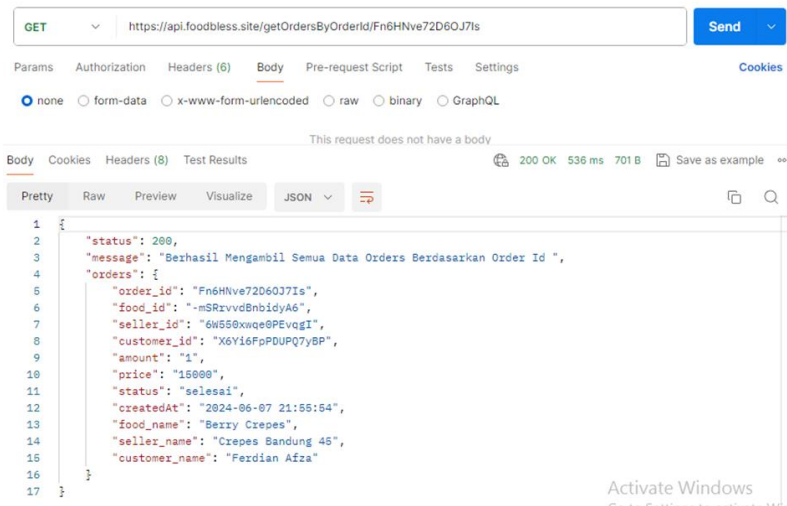 GET https://api.foodbless.site/getOrdersByOrderId/Fn6HNve72D6OJ7Is Send
Params Authorization Headers (6) Body Pre-request Script Tests Settings Cookies
none form-data x-www-form-urlencoded raw binary GraphQL
This request does not have a body
Body Cookies Headers (8) Test Results 200 OK 536 ms 701 B Save as example
Pretty Raw Preview Visualize JSON
1 {
2 "status": 200,
3 "message": "Berhasil Mengambil Semua Data Orders Berdasarkan Order Id ",
4 "orders": {
5 "order_id": "Fn6HNve72D6OJ7Is",
6 "food_id": "-mSRrvvdBnbidyA6",
7 "seller_id": "6W550xwqe0PEvqgI",
8 "customer_id": "X6Yi6FpPDUPQ7yBP",
9 "amount": "1",
10 "price": "15000",
11 "status": "selesai",
12 "createdAt": "2024-06-07 21:55:54",
13 "food_name": "Berry Crepes",
14 "seller_name": "Crepes Bandung 45",
15 "customer_name": "Ferdian Afza"
16 }
17 }
Activate Windows